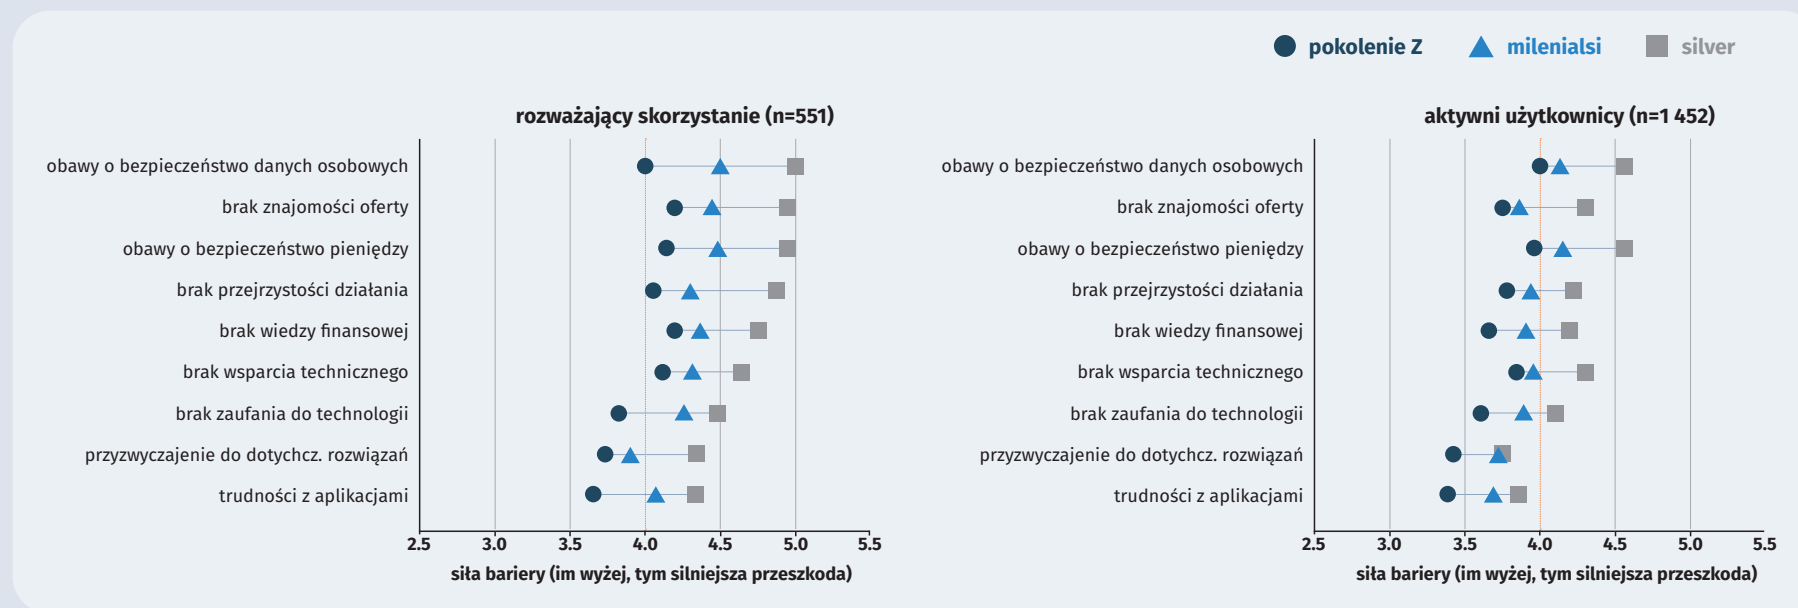 pokolenie Z milenialsi silver
rozważający skorzystanie (n=551)
obawy o bezpieczeństwo danych osobowych
brak znajomości oferty
obawy o bezpieczeństwo pieniędzy
brak przejrzystości działania
brak wiedzy finansowej
brak wsparcia technicznego
brak zaufania do technologii
przyzwyczajenie do dotychcz. rozwiązań
trudności z aplikacjami
2.5 3.0 3.5 4.0 4.5 5.0 5.5
siła bariery (im wyżej, tym silniejsza przeszkoda)
aktywni użytkownicy (n=1 452)
obawy o bezpieczeństwo danych osobowych
brak znajomości oferty
obawy o bezpieczeństwo pieniędzy
brak przejrzystości działania
brak wiedzy finansowej
brak wsparcia technicznego
brak zaufania do technologii
przyzwyczajenie do dotychcz. rozwiązań
trudności z aplikacjami
2.5 3.0 3.5 4.0 4.5 5.0 5.5
siła bariery (im wyżej, tym silniejsza przeszkoda)